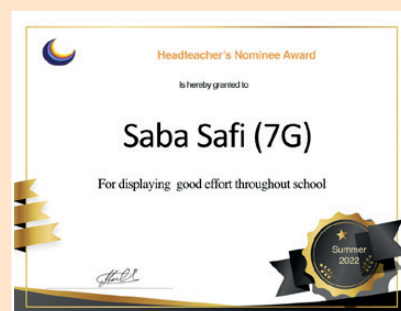 Headteacher's Nominee Award
Is hereby granted to
Saba Safi (7G)
For displaying good effort throughout school
Summer
2022